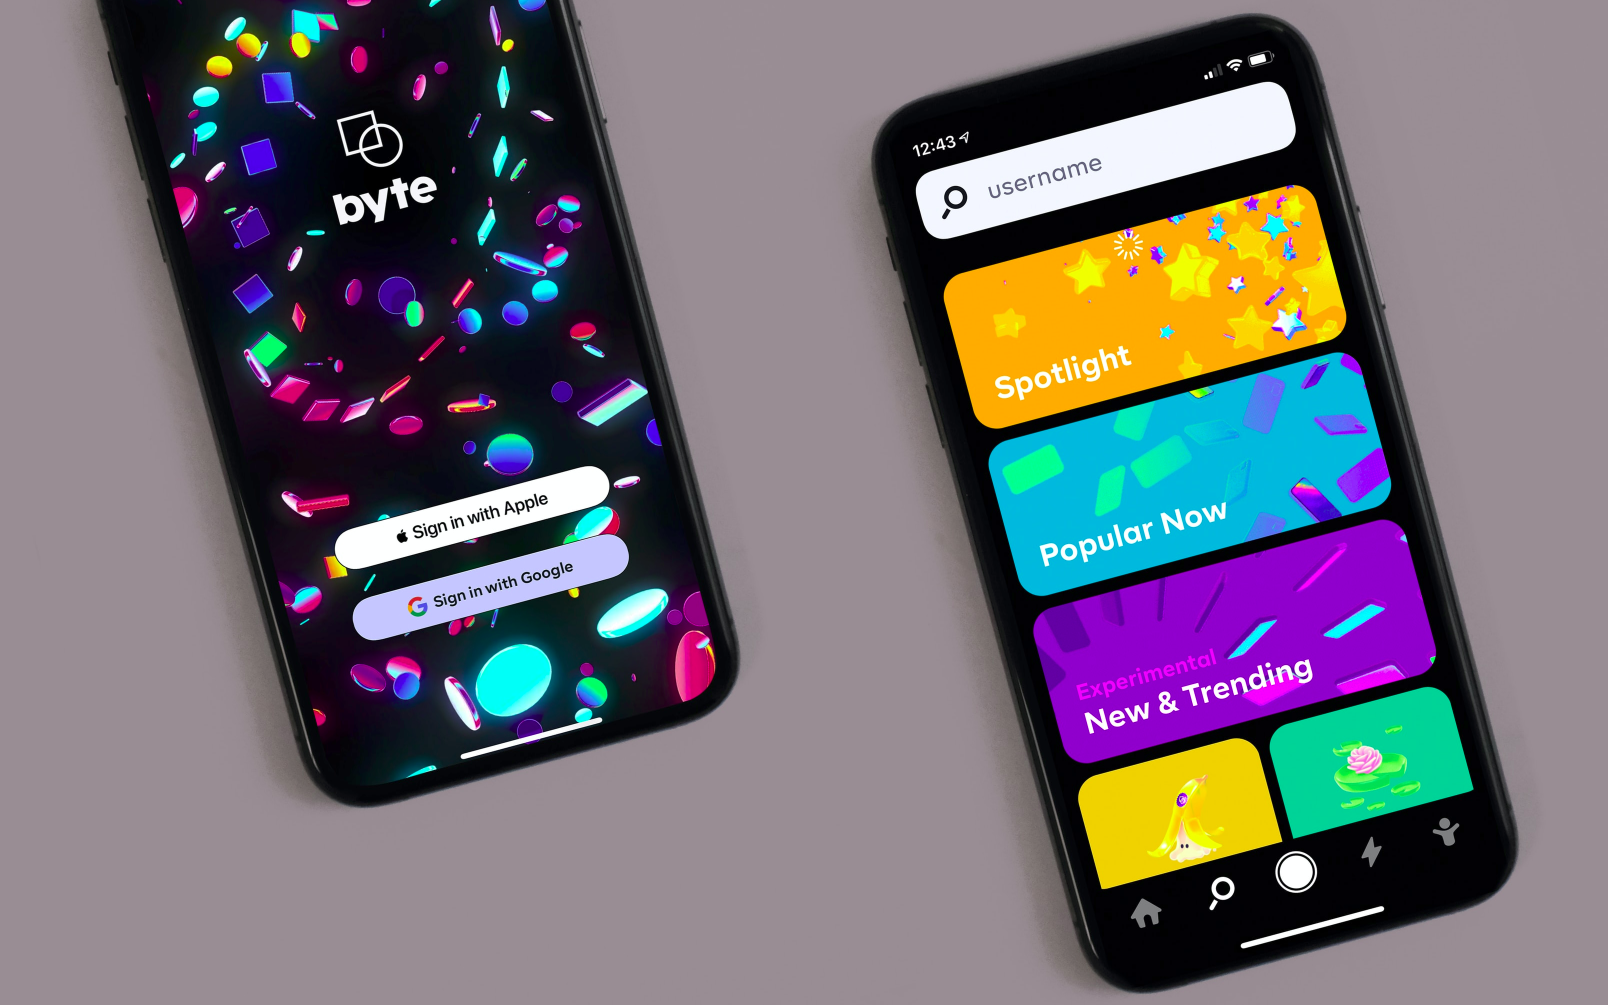 byte
Sign in with Apple
Sign in with Google
12:43
username
Spotlight
Popular Now
Experimental
New & Trending